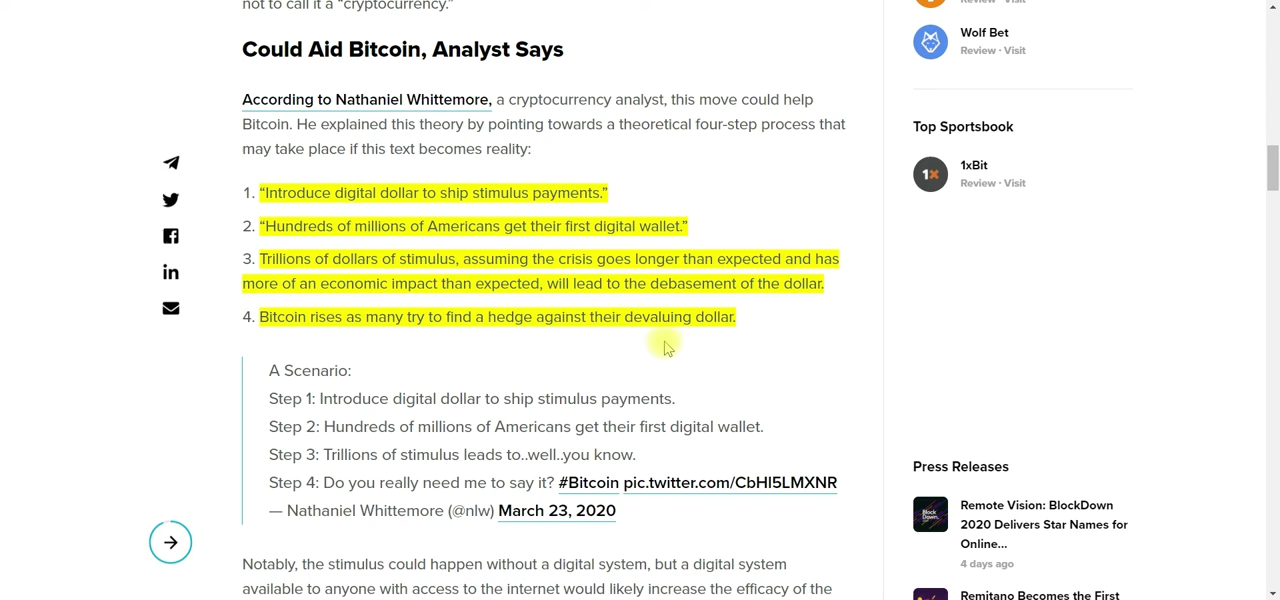 not to call it a “cryptocurrency.”
Could Aid Bitcoin, Analyst Says
According to Nathaniel Whittemore, a cryptocurrency analyst, this move could help
Bitcoin. He explained this theory by pointing towards a theoretical four-step process that
may take place if this text becomes reality:
1. “Introduce digital dollar to ship stimulus payments.”
2. “Hundreds of millions of Americans get their first digital wallet.”
3. Trillions of dollars of stimulus, assuming the crisis goes longer than expected and has
more of an economic impact than expected, will lead to the debasement of the dollar.
4. Bitcoin rises as many try to find a hedge against their devaluing dollar.
A Scenario:
Step 1: Introduce digital dollar to ship stimulus payments.
Step 2: Hundreds of millions of Americans get their first digital wallet.
Step 3: Trillions of stimulus leads to..well..you know.
Step 4: Do you really need me to say it? #Bitcoin pic.twitter.com/CbHI5LMXNR
— Nathaniel Whittemore (@nlw) March 23, 2020
Notably, the stimulus could happen without a digital system, but a digital system
available to anyone with access to the internet would likely increase the efficacy of the
Review · Visit
Wolf Bet
Review · Visit
Top Sportsbook
1x
1xBit
Review · Visit
Press Releases
Block
Down
Remote Vision: BlockDown
2020 Delivers Star Names for
Online...
4 days ago
Remitano Becomes the First